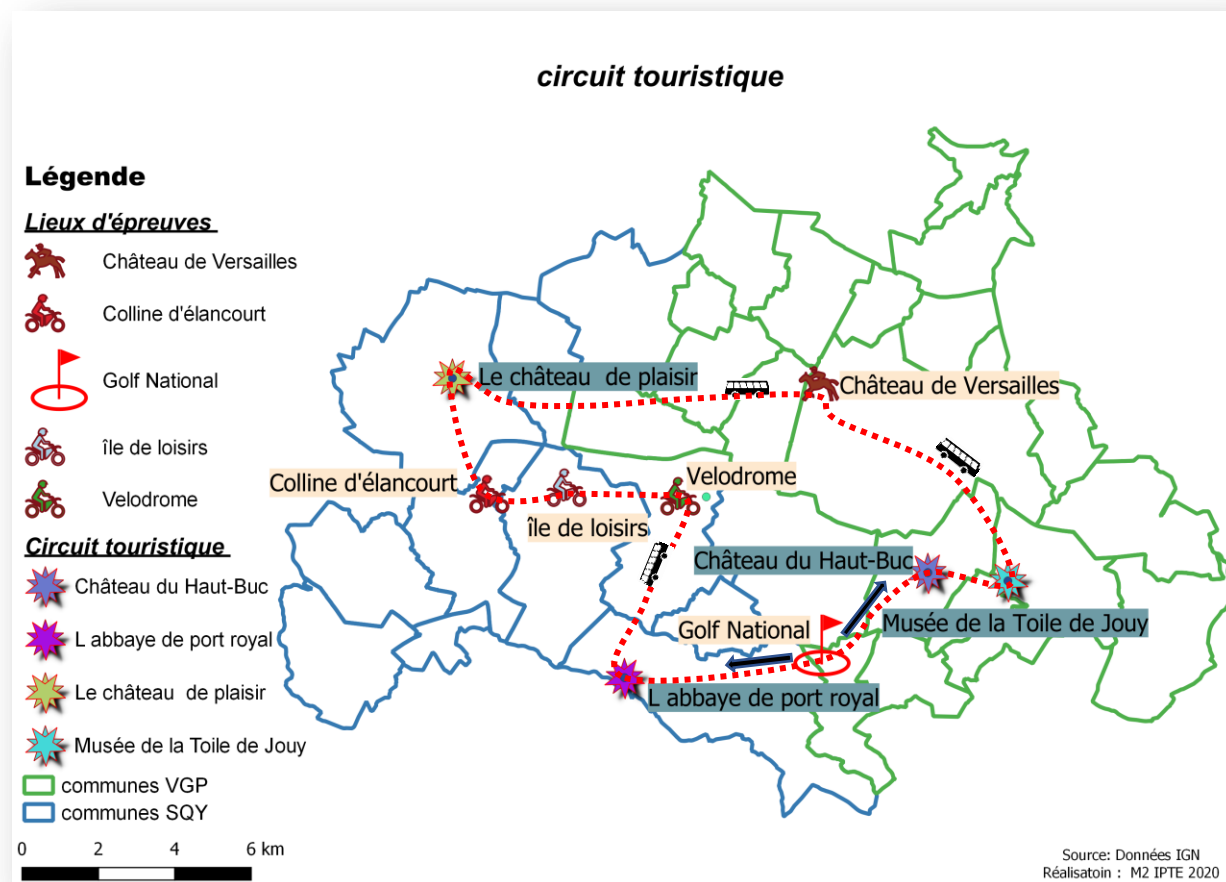 circuit touristique
Légende
Lieux d'épreuves
Château de Versailles
Colline d'élancourt
Golf National
île de loisirs
Velodrome
Circuit touristique
Château du Haut-Buc
L abbaye de port royal
Le château  de plaisir
Musée de la Toile de Jouy
communes VGP
communes SQY
0 2 4 6 km
Le château  de plaisir
Château de Versailles
Colline d'élancourt
Velodrome
île de loisirs
Château du Haut-Buc
Golf National
Musée de la Toile de Jouy
L abbaye de port royal
Source: Données IGN
Réalisatoin :  M2 IPTE 2020